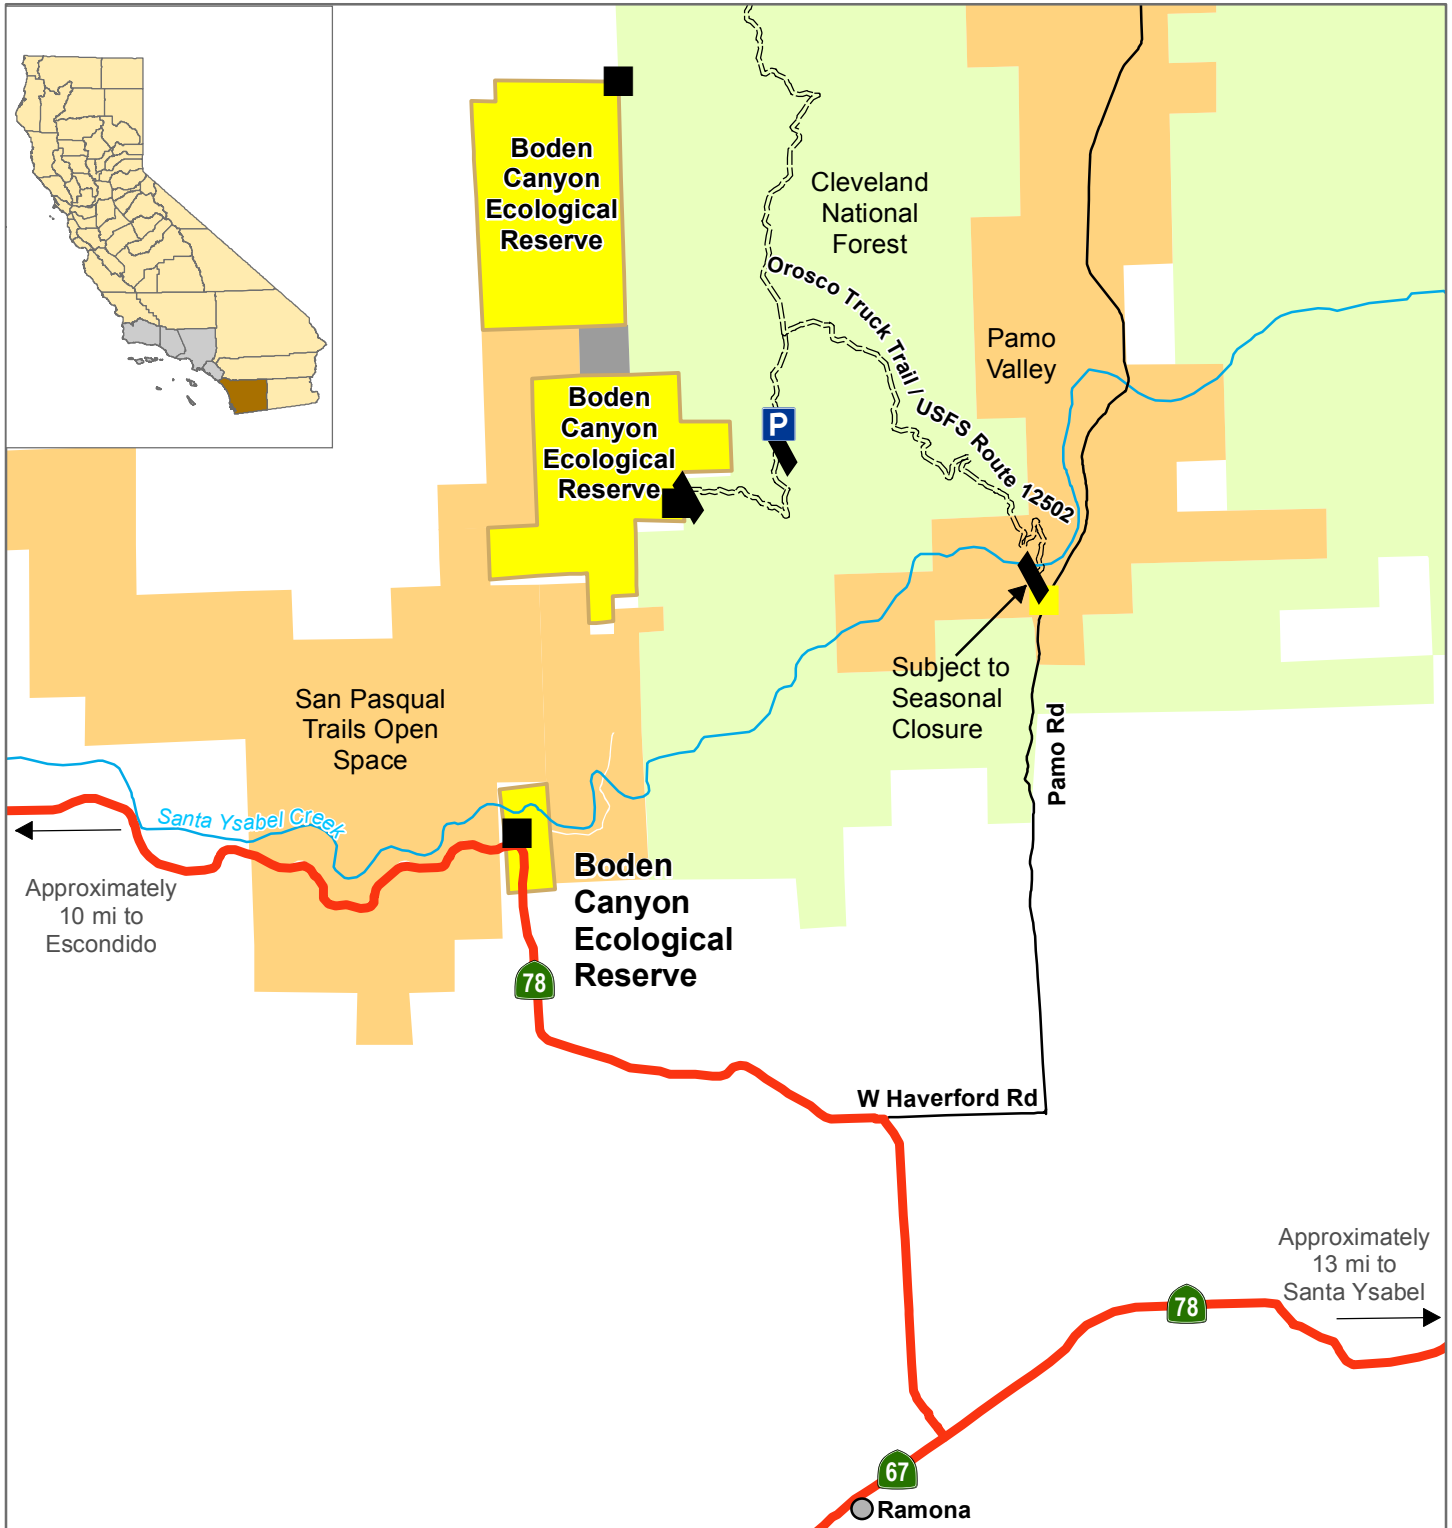 Boden
Canyon
Ecological
Reserve
Cleveland
National
Forest
Orosco Truck Trail / USFS Route 12502
Pamo
Valley
Boden
Canyon
Ecological
Reserve
P
Subject to
Seasonal
Closure
San Pasqual
Trails Open
Space
Pamo Rd
Santa Ysabel Creek
Approximately
10 mi to
Escondido
Boden
Canyon
Ecological
Reserve
78
W Haverford Rd
Approximately
13 mi to
Santa Ysabel
78
67
Ramona